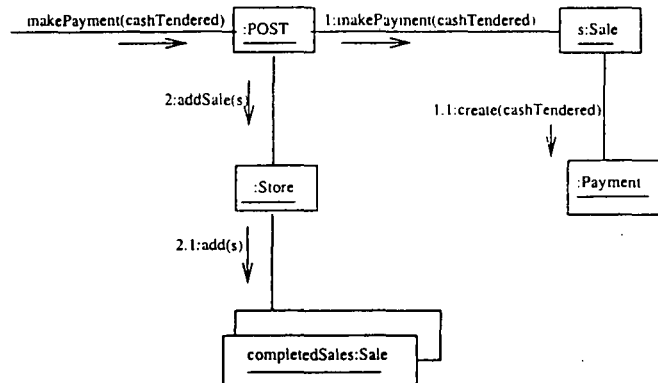 makePayment(cashTendered)
:POST
1:makePayment(cashTendered)
s:Sale
2:addSale(s)
1.1:create(cashTendered)
:Store
:Payment
2.1:add(s)
completedSales:Sale